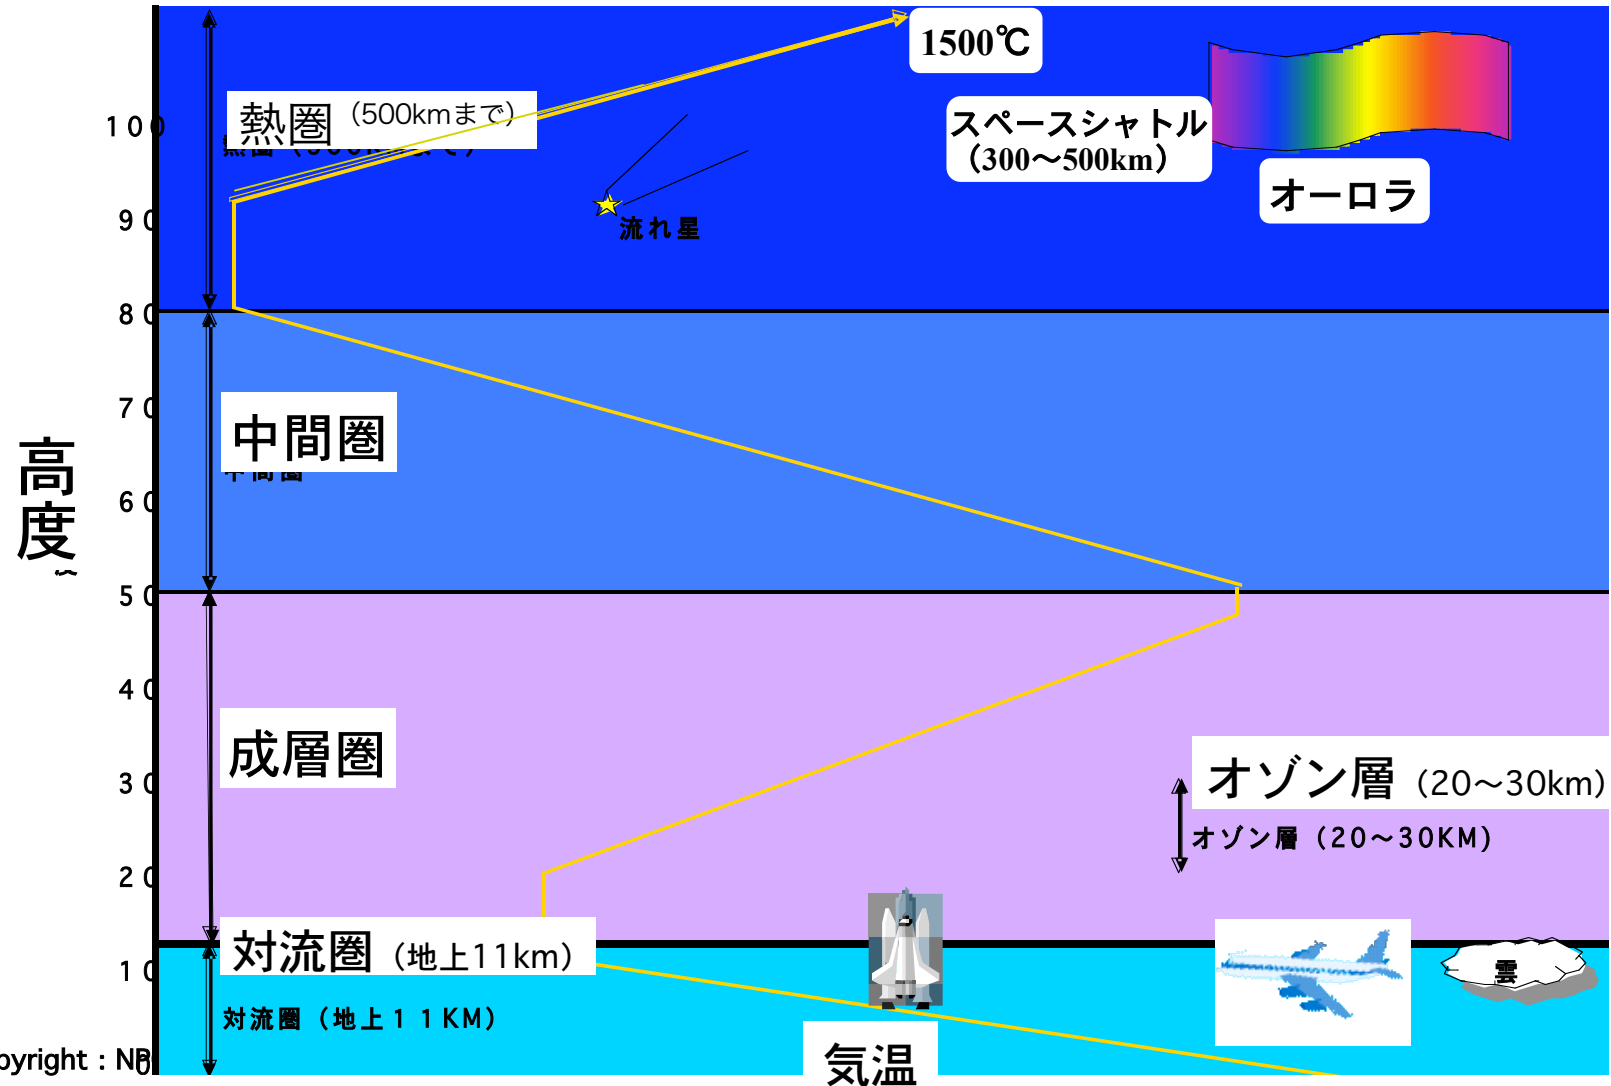 1500℃
熱圏（500kmまで）
100
スペースシャトル
（300～500km）
オーロラ
90
流れ星
80
70
中間圏
高度
60
50
40
成層圏
オゾン層（20～30km）
30
オゾン層（20～30KM）
20
対流圏（地上11km）
10
雲
対流圏（地上１１KM）
気温
0